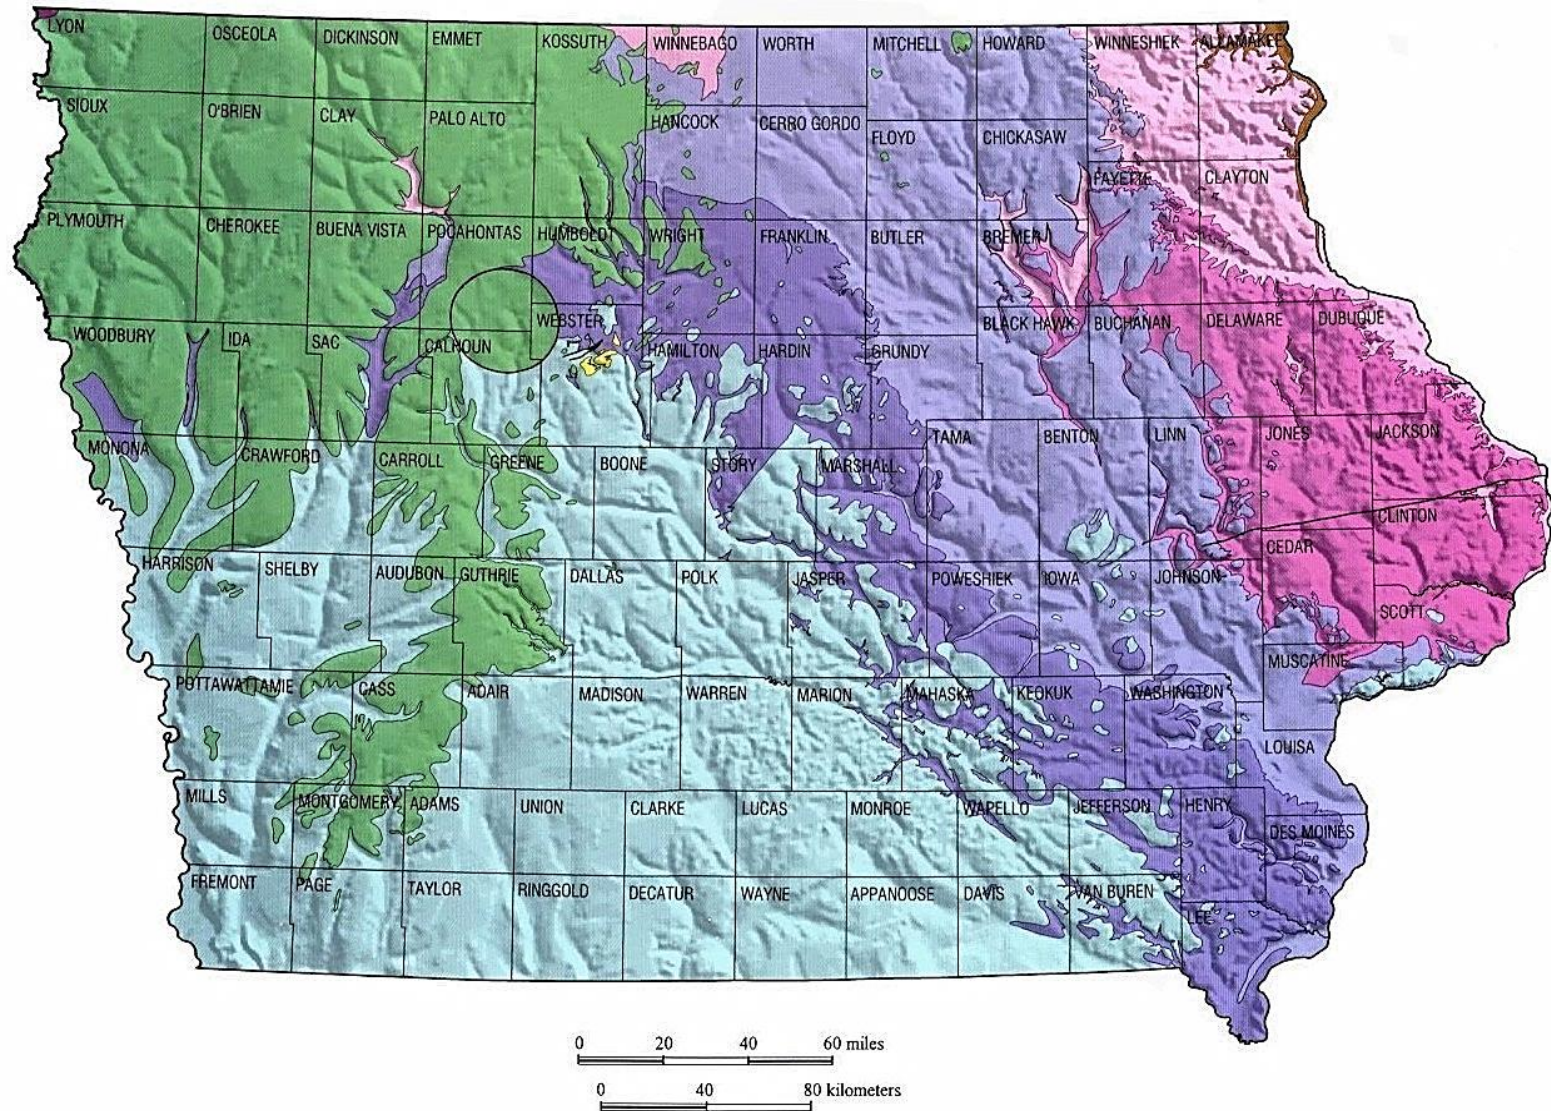 LYON
OSCEOLA
DICKINSON
EMMET
KOSSUTH
WINNEBAGO
WORTH
MITCHELL
HOWARD
WINNESHIEK
ALLAMAKEE
SIOUX
O'BRIEN
CLAY
PALO ALTO
HANCOCK
CERRO GORDO
FLOYD
CHICKASAW
FAYETTE
CLAYTON
PLYMOUTH
CHEROKEE
BUENA VISTA
POCAHONTAS
HUMBOLDT
WRIGHT
FRANKLIN
BUTLER
BREMER
WOODBURY
IDA
SAC
CALHOUN
WEBSTER
HAMILTON
HARDIN
GRUNDY
BLACK HAWK
BUCHANAN
DELAWARE
DUBUQUE
MONONA
CRAWFORD
CARROLL
GREENE
BOONE
STORY
MARSHALL
TAMA
BENTON
LINN
JONES
JACKSON
CLINTON
CEDAR
HARRISON
SHELBY
AUDUBON
GUTHRIE
DALLAS
POLK
JASPER
POWESHIEK
IOWA
JOHNSON
SCOTT
MUSCATINE
POTTAWATTAMIE
CASS
ADAIR
MADISON
WARREN
MARION
MAHASKA
KEOKUK
WASHINGTON
LOUISA
MILLS
MONTGOMERY
ADAMS
UNION
CLARKE
LUCAS
MONROE
WAPELLO
JEFFERSON
HENRY
DES MOINES
FREMONT
PAGE
TAYLOR
RINGGOLD
DECATUR
WAYNE
APPANOOSE
DAVIS
VAN BUREN
LEE
0 20 40 60 miles
0 40 80 kilometers